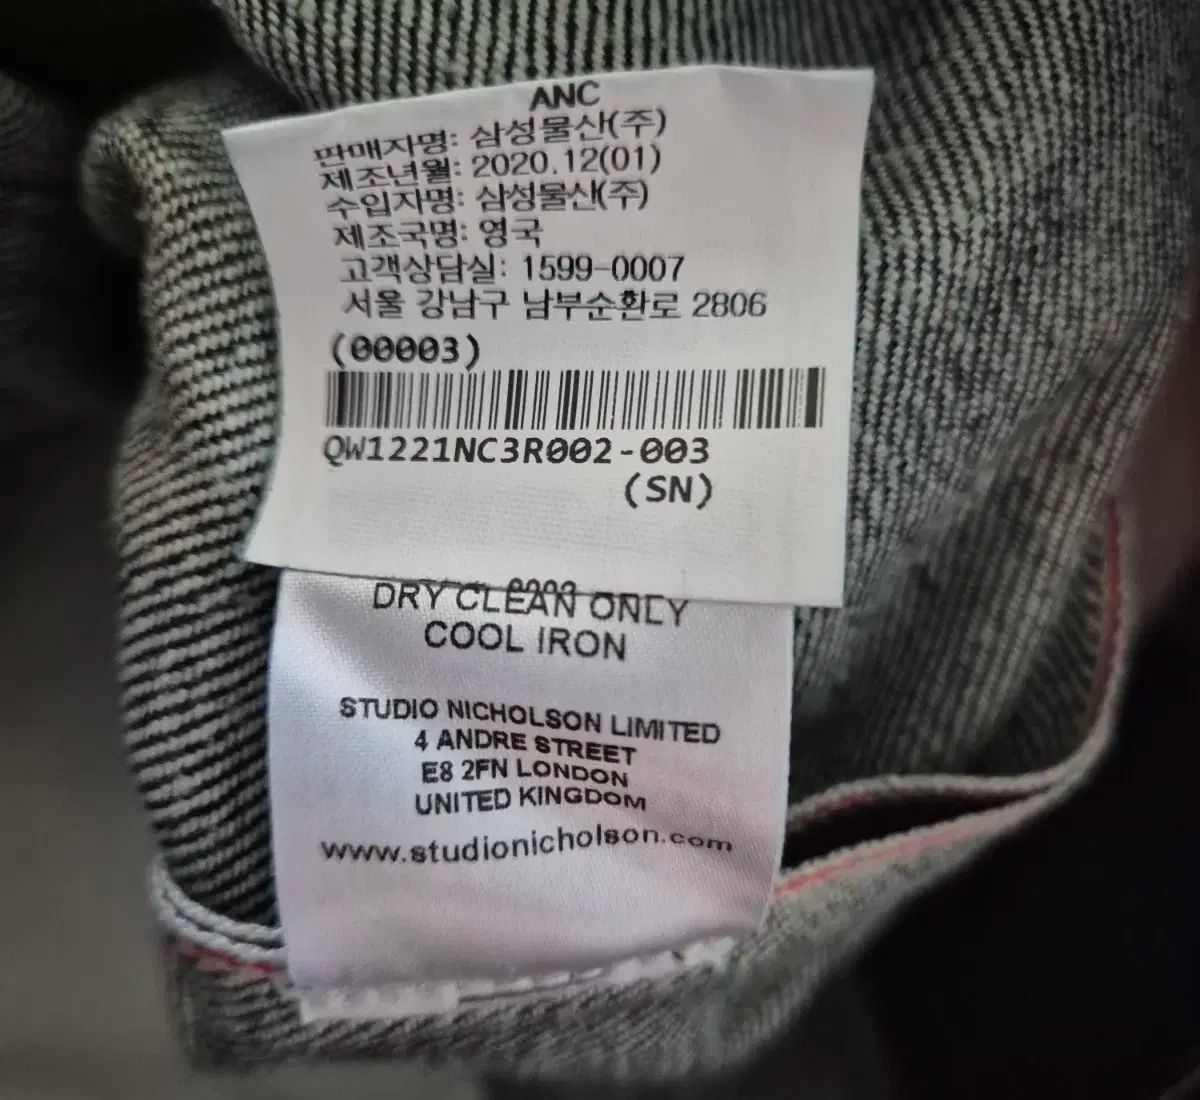 ANC
판매자명: 삼성물산(주)
제조년월: 2020.12(01)
수입자명: 삼성물산(주)
제조국명: 영국
고객상담실: 1599-0007
서울 강남구 남부순환로 2806
(00003)
QW1221NC3R002-003
(SN)
DRY CLEAN ONLY
COOL IRON
STUDIO NICHOLSON LIMITED
4 ANDRE STREET
E8 2FN LONDON
UNITED KINGDOM
www.studionicholson.com